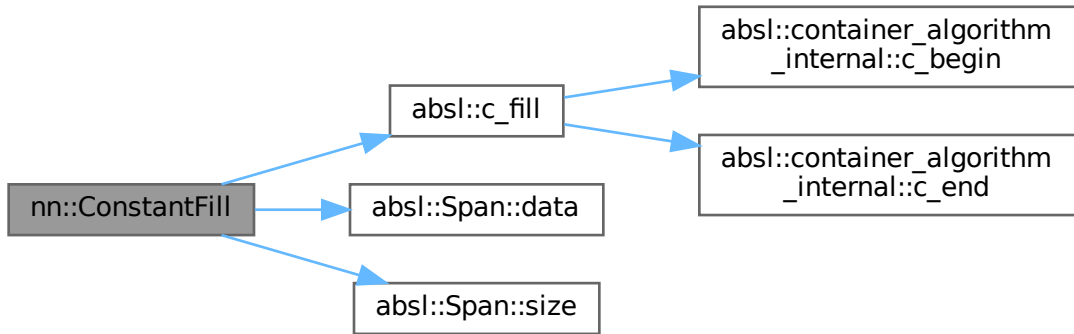 nn::ConstantFill
absl::c_fill
absl::Span::data
absl::Span::size
absl::container_algorithm
_internal::c_begin
absl::container_algorithm
_internal::c_end